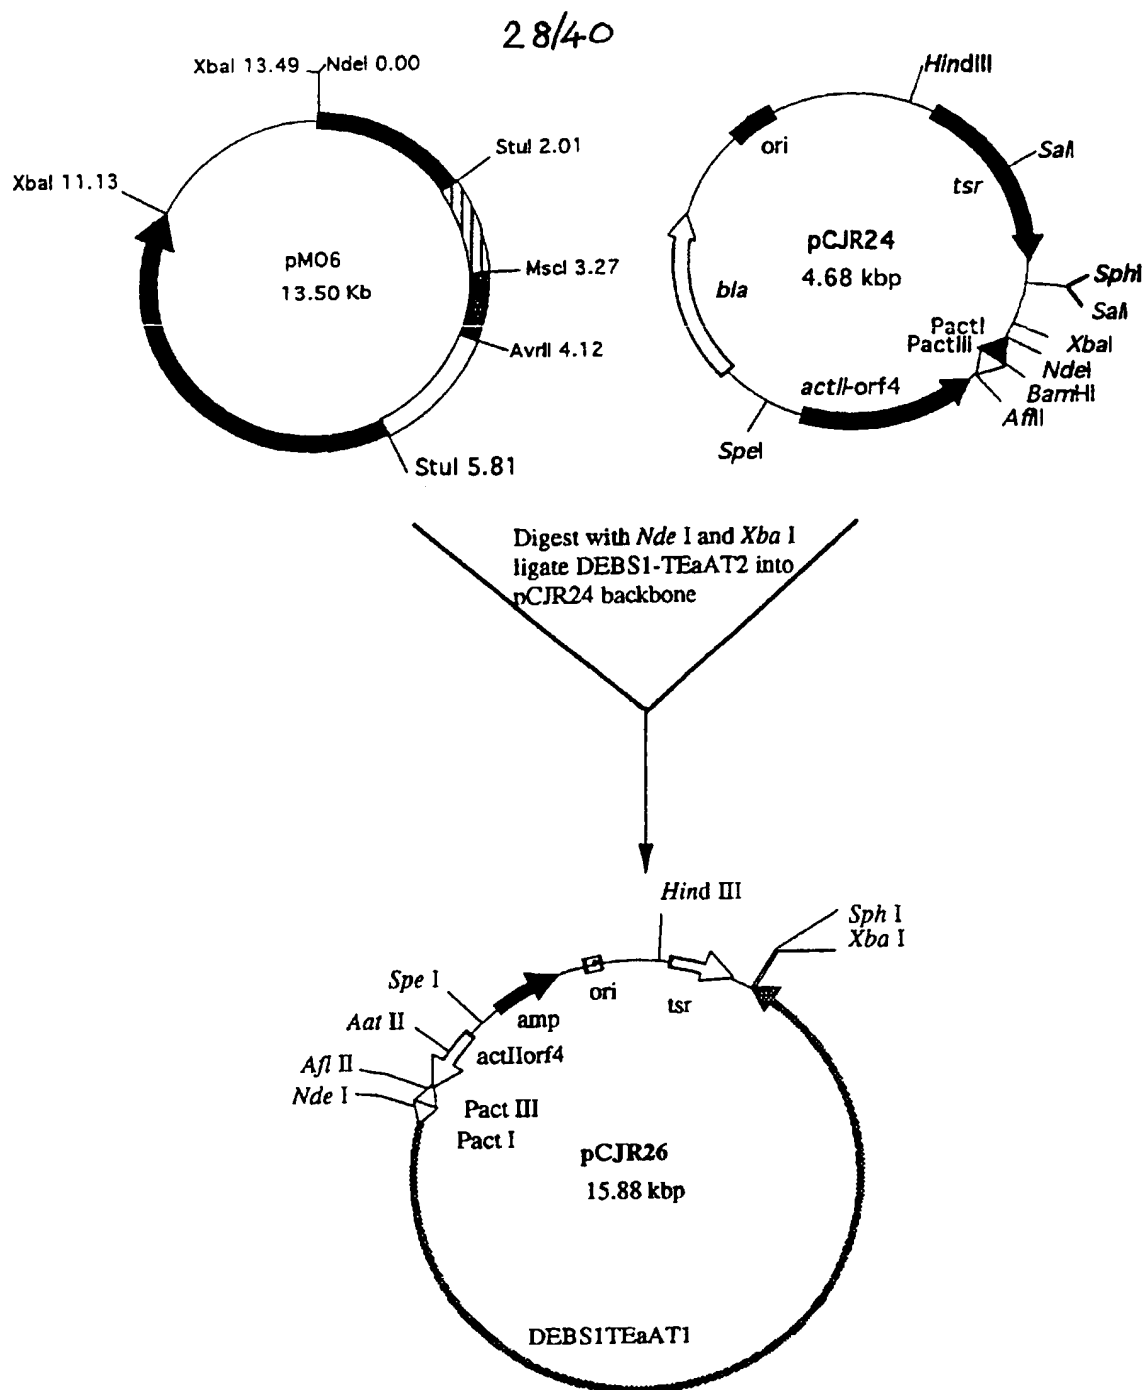 28/40
XbaI 13.49
NdeI 0.00
StuI 2.01
XbaI 11.13
pMO6
13.50 Kb
MscI 3.27
AvrII 4.12
StuI 5.81
HindIII
ori
SalI
tsr
pCJR24
4.68 kbp
bla
SphI
SalI
PactI
PactIII
XbaI
NdeI
BamHI
AflII
actII-orf4
SpeI
Digest with Nde I and Xba I
ligate DEBS1-TEaAT2 into
pCJR24 backbone
Hind III
Sph I
Xba I
Spe I
ori
tsr
amp
Aat II
actIIorf4
Afl II
Nde I
Pact III
Pact I
pCJR26
15.88 kbp
DEBS1TEaAT1